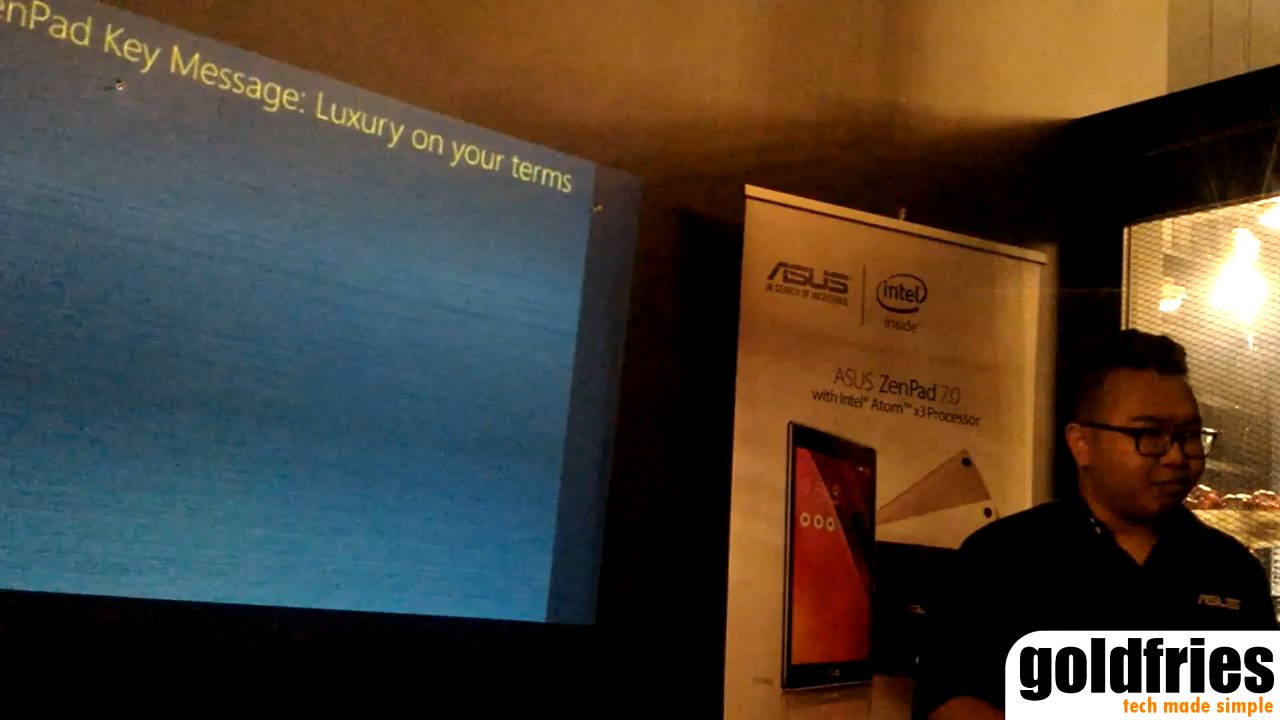 enPad Key Message: Luxury on your terms
ASUS
IN SEARCH OF INCREDIBLE
intel
inside
ASUS ZenPad 7.0
with Intel® Atom™ x3 Processor
ASUS
goldfries
tech made simple